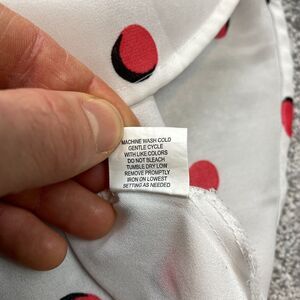 MACHINE WASH COLD
GENTLE CYCLE
WITH LIKE COLORS
DO NOT BLEACH
TUMBLE DRY LOW
REMOVE PROMPTLY
IRON ON LOWEST
SETTING AS NEEDED